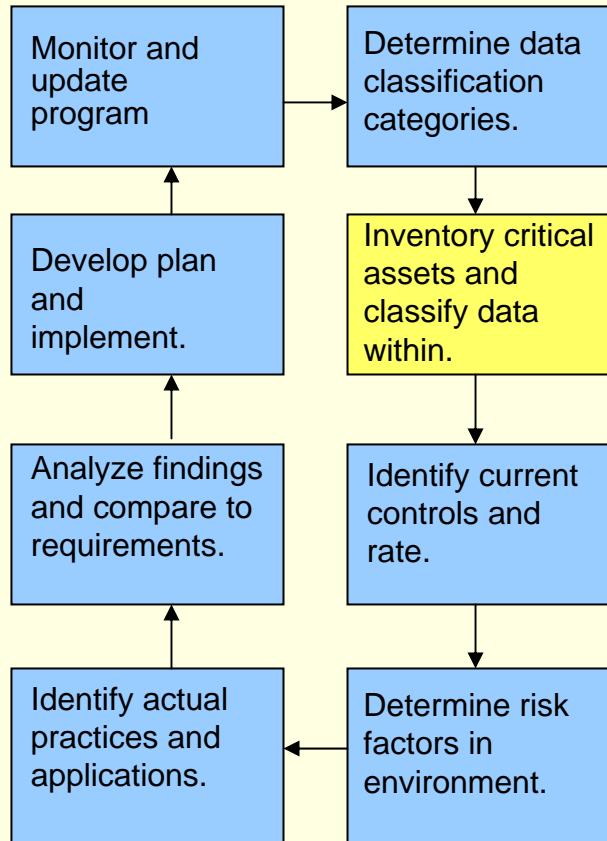 Monitor and
update
program
Determine data
classification
categories.
Develop plan
and
implement.
Inventory critical
assets and
classify data
within.
Analyze findings
and compare to
requirements.
Identify current
controls and
rate.
Identify actual
practices and
applications.
Determine risk
factors in
environment.